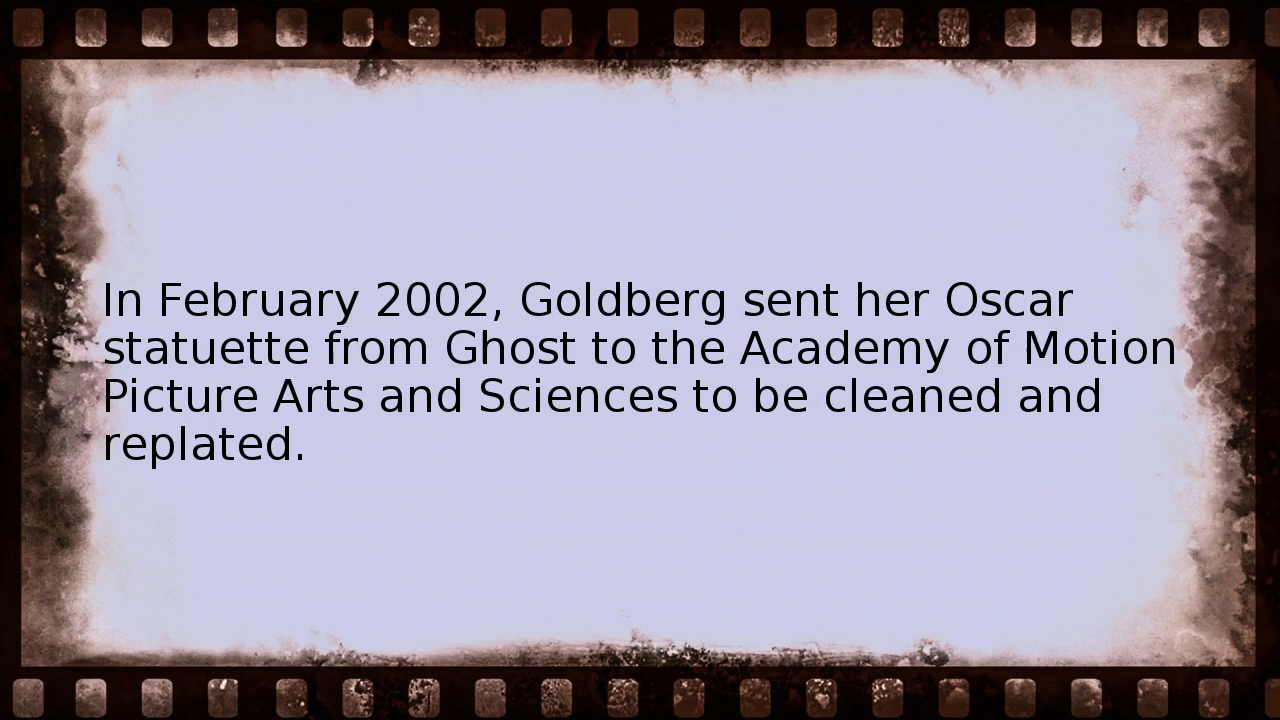 In February 2002, Goldberg sent her Oscar
statuette from Ghost to the Academy of Motion
Picture Arts and Sciences to be cleaned and
replated.